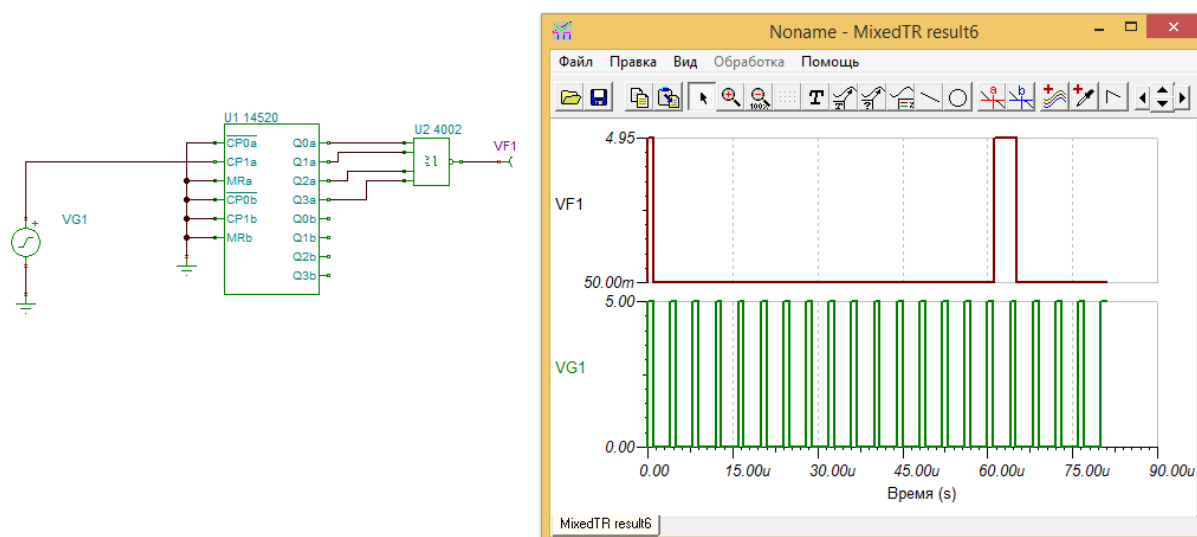 U1 14520
CP0a
CP1a
MRa
CP0b
CP1b
MRb
Q0a
Q1a
Q2a
Q3a
Q0b
Q1b
Q2b
Q3b
U2 4002
≥1
VF1
VG1
+
Noname - MixedTR result6
Файл Правка Вид Обработка Помощь
100%
T
a
b
4.95
VF1
50.00m
5.00
VG1
0.00
0.00 15.00u 30.00u 45.00u 60.00u 75.00u 90.00u
Время (s)
MixedTR result6